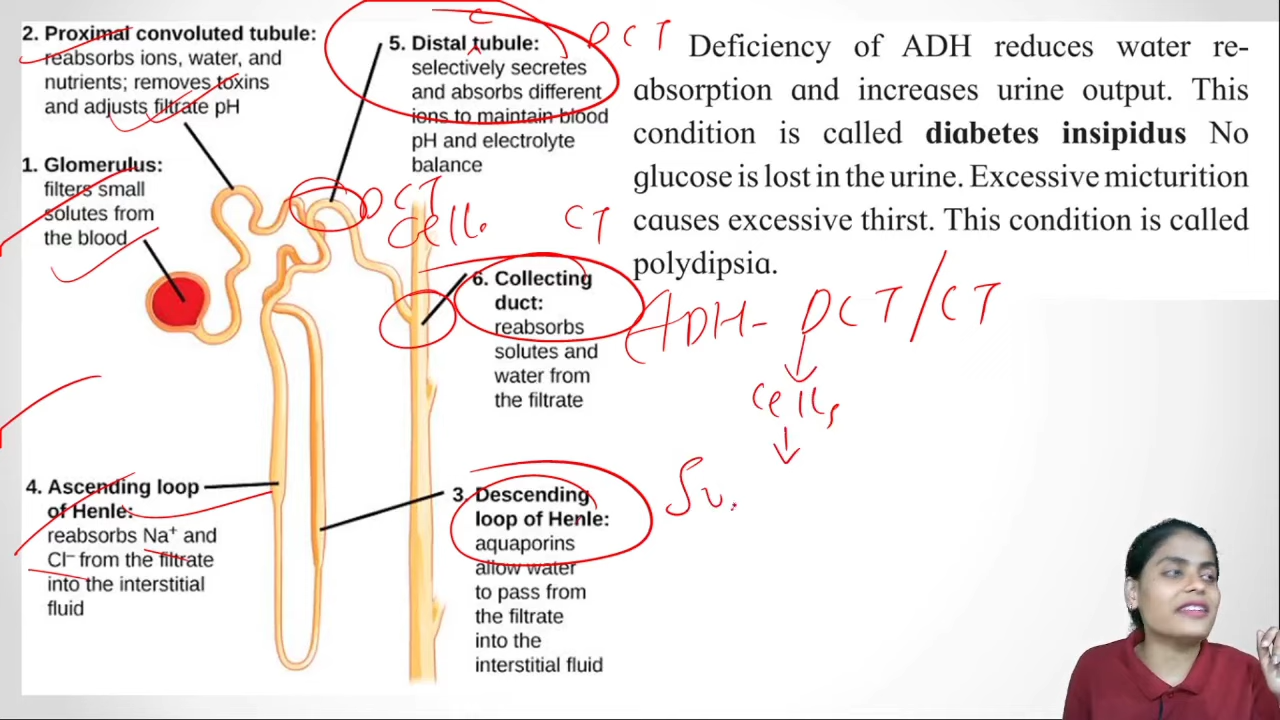 2. Proximal convoluted tubule:
reabsorbs ions, water, and
nutrients; removes toxins
and adjusts filtrate pH
1. Glomerulus:
filters small
solutes from
the blood
4. Ascending loop
of Henle:
reabsorbs Na⁺ and
Cl⁻ from the filtrate
into the interstitial
fluid
C
5. Distal tubule:
selectively secretes
and absorbs different
ions to maintain blood
pH and electrolyte
balance
DCT
DCT
cells
CT
6. Collecting
duct:
reabsorbs
solutes and
water from
the filtrate
3. Descending
loop of Henle:
aquaporins
allow water
to pass from
the filtrate
into the
interstitial fluid
Deficiency of ADH reduces water re-
absorption and increases urine output. This
condition is called diabetes insipidus No
glucose is lost in the urine. Excessive micturition
causes excessive thirst. This condition is called
polydipsia.
ADH- DCT/CT
cells